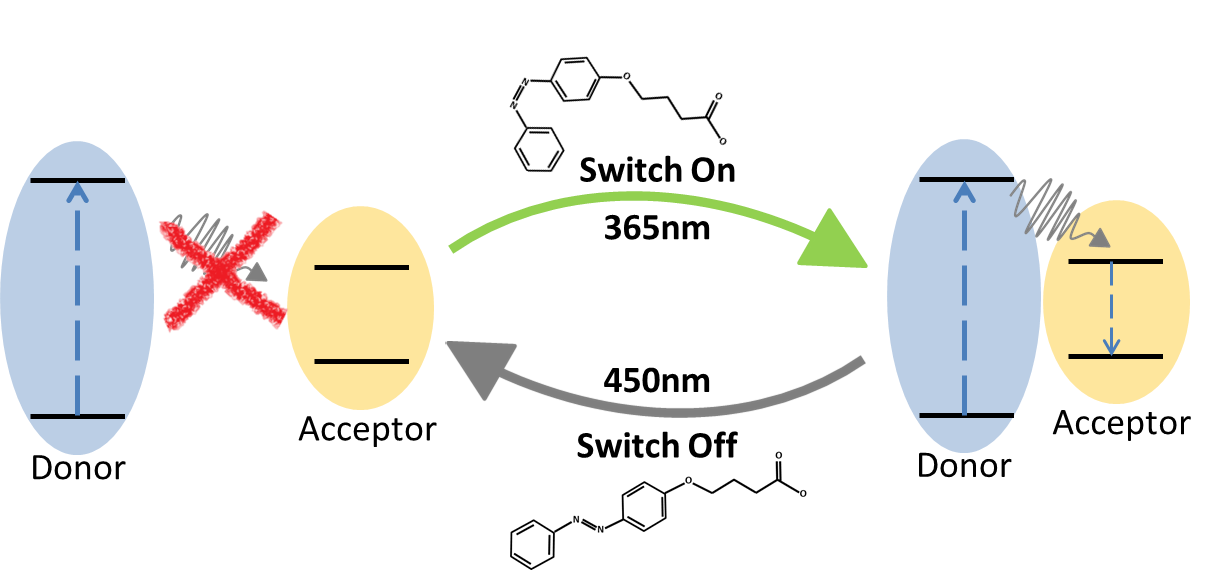 N
N
O
O
O
Switch On
365nm
Acceptor
Donor
450nm
Switch Off
Acceptor
Donor
O
O
O
N
N